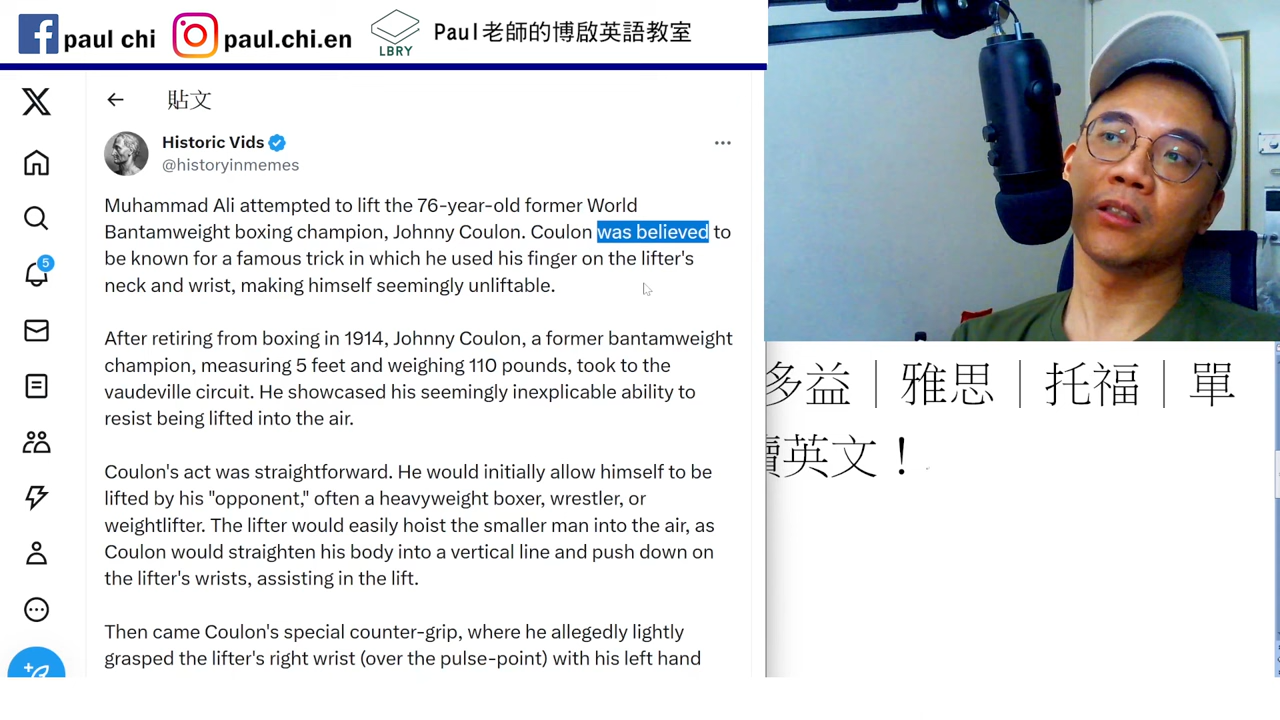 paul chi
paul.chi.en
LBRY
Paul老師的博啟英語教室
貼文
Historic Vids
@historyinmemes
Muhammad Ali attempted to lift the 76-year-old former World
Bantamweight boxing champion, Johnny Coulon. Coulon was believed to
be known for a famous trick in which he used his finger on the lifter's
neck and wrist, making himself seemingly unliftable.
After retiring from boxing in 1914, Johnny Coulon, a former bantamweight
champion, measuring 5 feet and weighing 110 pounds, took to the
vaudeville circuit. He showcased his seemingly inexplicable ability to
resist being lifted into the air.
Coulon's act was straightforward. He would initially allow himself to be
lifted by his "opponent," often a heavyweight boxer, wrestler, or
weightlifter. The lifter would easily hoist the smaller man into the air, as
Coulon would straighten his body into a vertical line and push down on
the lifter's wrists, assisting in the lift.
Then came Coulon's special counter-grip, where he allegedly lightly
grasped the lifter's right wrist (over the pulse-point) with his left hand
5
多益｜雅思｜托福｜單
讀英文！